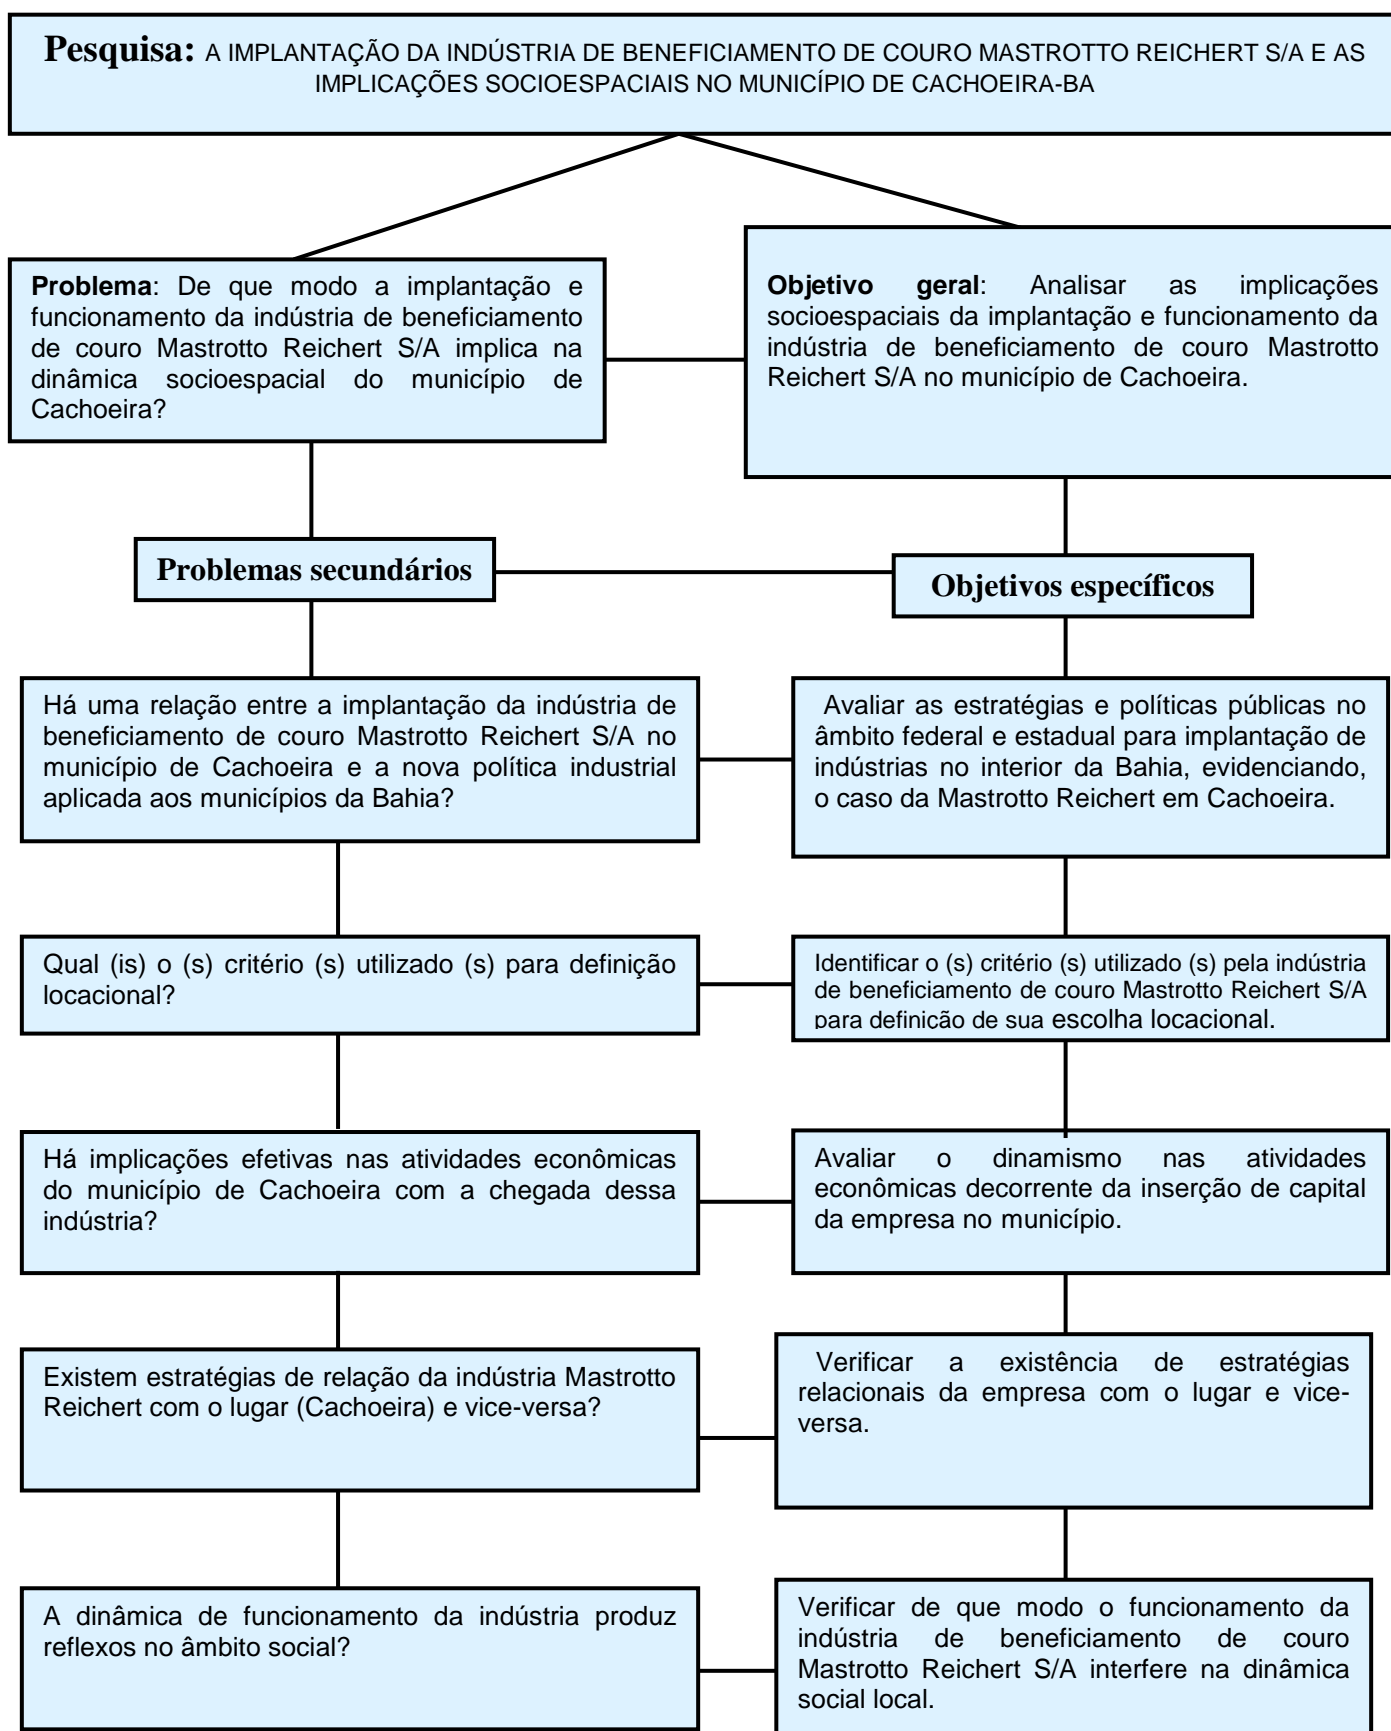 Pesquisa: A IMPLANTAÇÃO DA INDÚSTRIA DE BENEFICIAMENTO DE COURO MASTROTTO REICHERT S/A E AS
IMPLICAÇÕES SOCIOESPACIAIS NO MUNICÍPIO DE CACHOEIRA-BA
Problema: De que modo a implantação e
funcionamento da indústria de beneficiamento
de couro Mastrotto Reichert S/A implica na
dinâmica socioespacial do município de
Cachoeira?
Objetivo geral: Analisar as implicações
socioespaciais da implantação e funcionamento da
indústria de beneficiamento de couro Mastrotto
Reichert S/A no município de Cachoeira.
Problemas secundários
Objetivos específicos
Há uma relação entre a implantação da indústria de
beneficiamento de couro Mastrotto Reichert S/A no
município de Cachoeira e a nova política industrial
aplicada aos municípios da Bahia?
Avaliar as estratégias e políticas públicas no
âmbito federal e estadual para implantação de
indústrias no interior da Bahia, evidenciando,
o caso da Mastrotto Reichert em Cachoeira.
Qual (is) o (s) critério (s) utilizado (s) para definição
locacional?
Identificar o (s) critério (s) utilizado (s) pela indústria
de beneficiamento de couro Mastrotto Reichert S/A
para definição de sua escolha locacional.
Há implicações efetivas nas atividades econômicas
do município de Cachoeira com a chegada dessa
indústria?
Avaliar o dinamismo nas atividades
econômicas decorrente da inserção de capital
da empresa no município.
Existem estratégias de relação da indústria Mastrotto
Reichert com o lugar (Cachoeira) e vice-versa?
Verificar a existência de estratégias
relacionais da empresa com o lugar e vice-
versa.
A dinâmica de funcionamento da indústria produz
reflexos no âmbito social?
Verificar de que modo o funcionamento da
indústria de beneficiamento de couro
Mastrotto Reichert S/A interfere na dinâmica
social local.